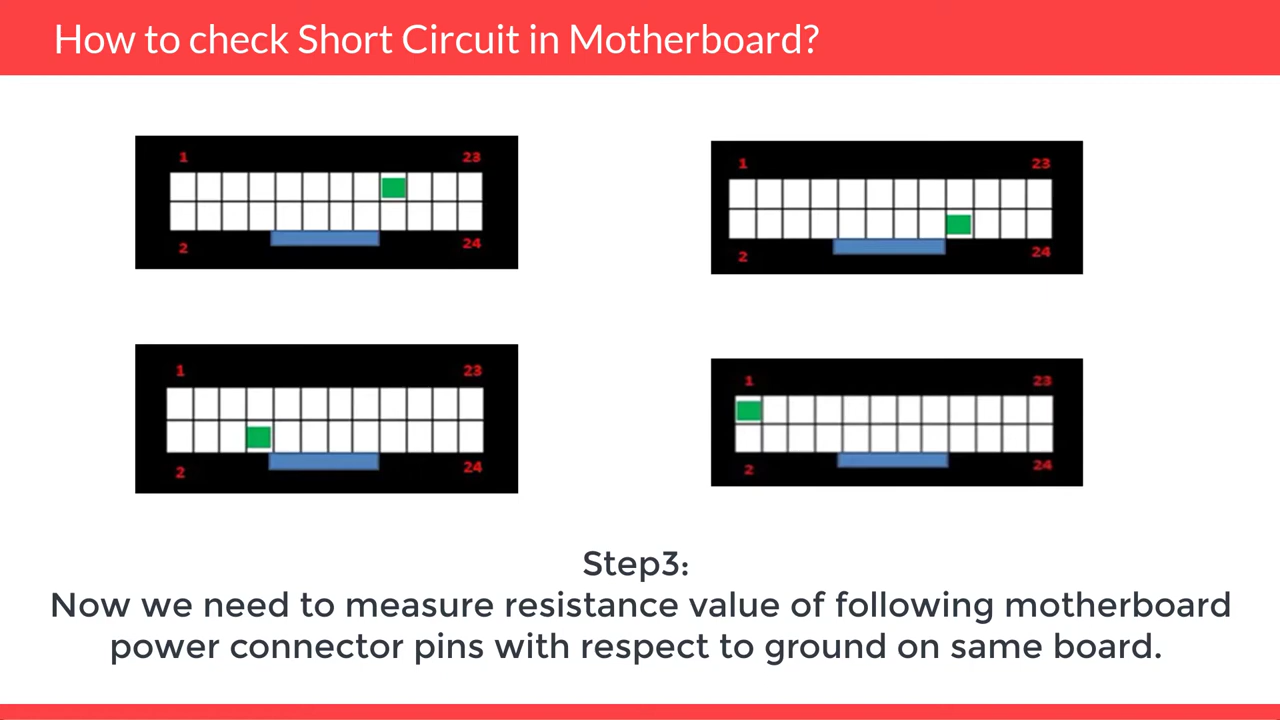 How to check Short Circuit in Motherboard?
1 23
2 24
1 23
2 24
1 23
2 24
1 23
2 24
Step3:
Now we need to measure resistance value of following motherboard
power connector pins with respect to ground on same board.